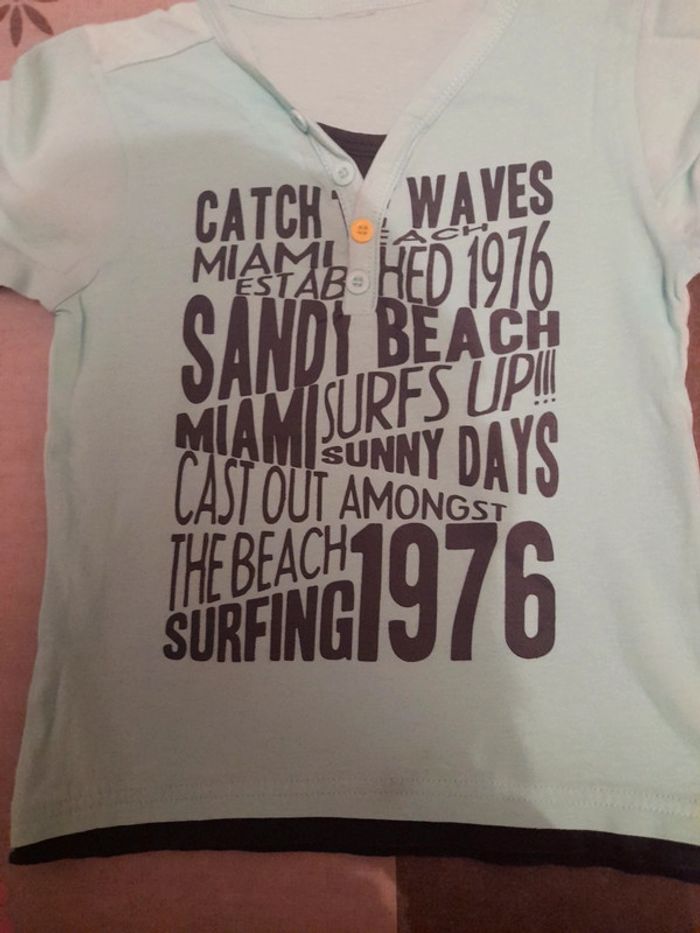 CATCH WAVES
MIAMI EACH
ESTAB HED 1976
SANDY BEACH
MIAMI SURFS UP!!!
SUNNY DAYS
CAST OUT AMONGST
THE BEACH 1976
SURFING